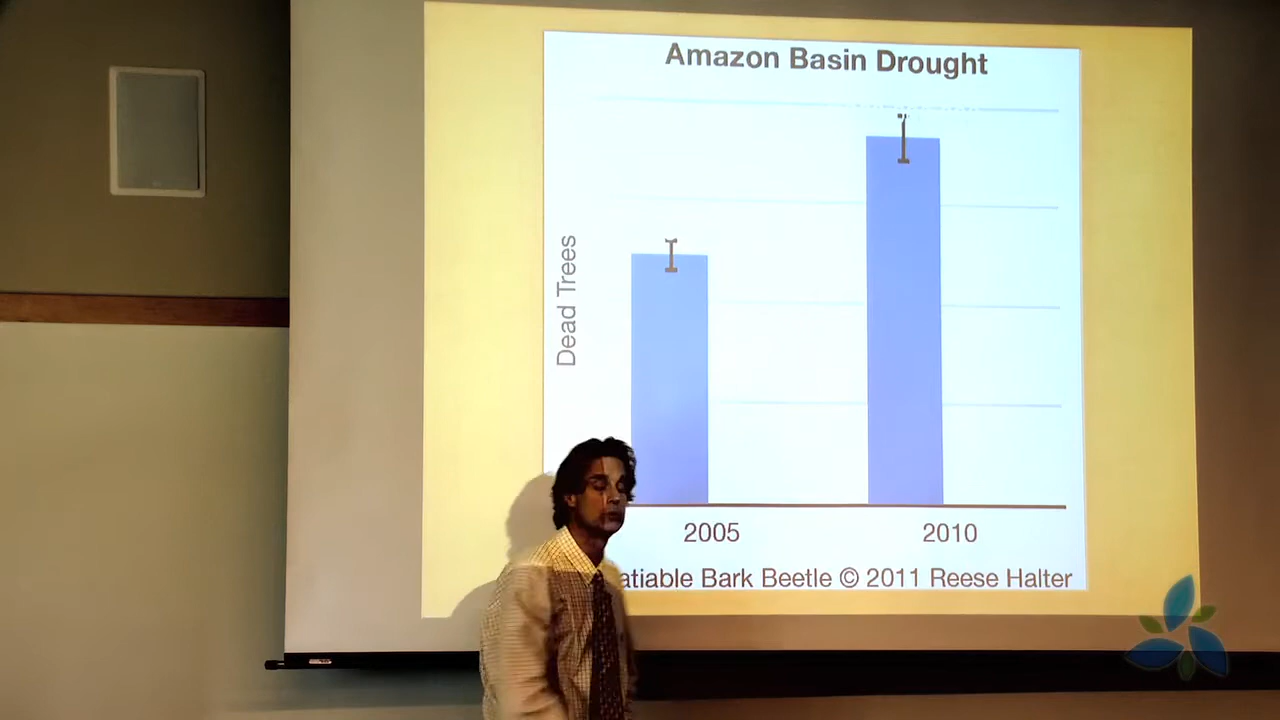 Amazon Basin Drought
Dead Trees
2005 2010
atiable Bark Beetle © 2011 Reese Halter